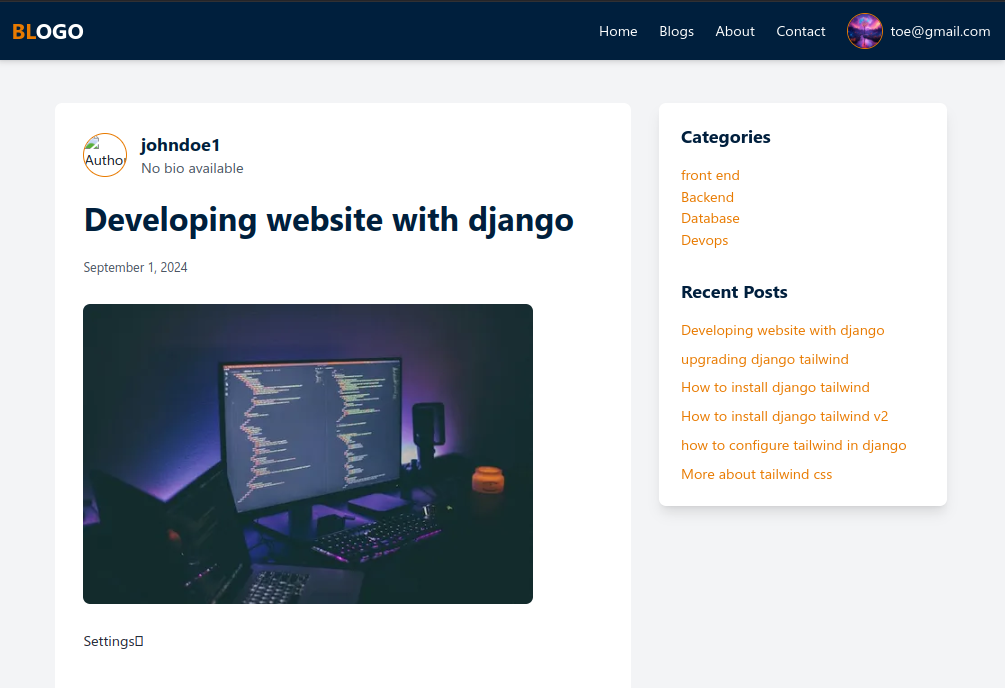 BLOGO
Home Blogs About Contact toe@gmail.com
Author
johndoe1
No bio available
Developing website with django
September 1, 2024
Settings
Categories
front end
Backend
Database
Devops
Recent Posts
Developing website with django
upgrading django tailwind
How to install django tailwind
How to install django tailwind v2
how to configure tailwind in django
More about tailwind css